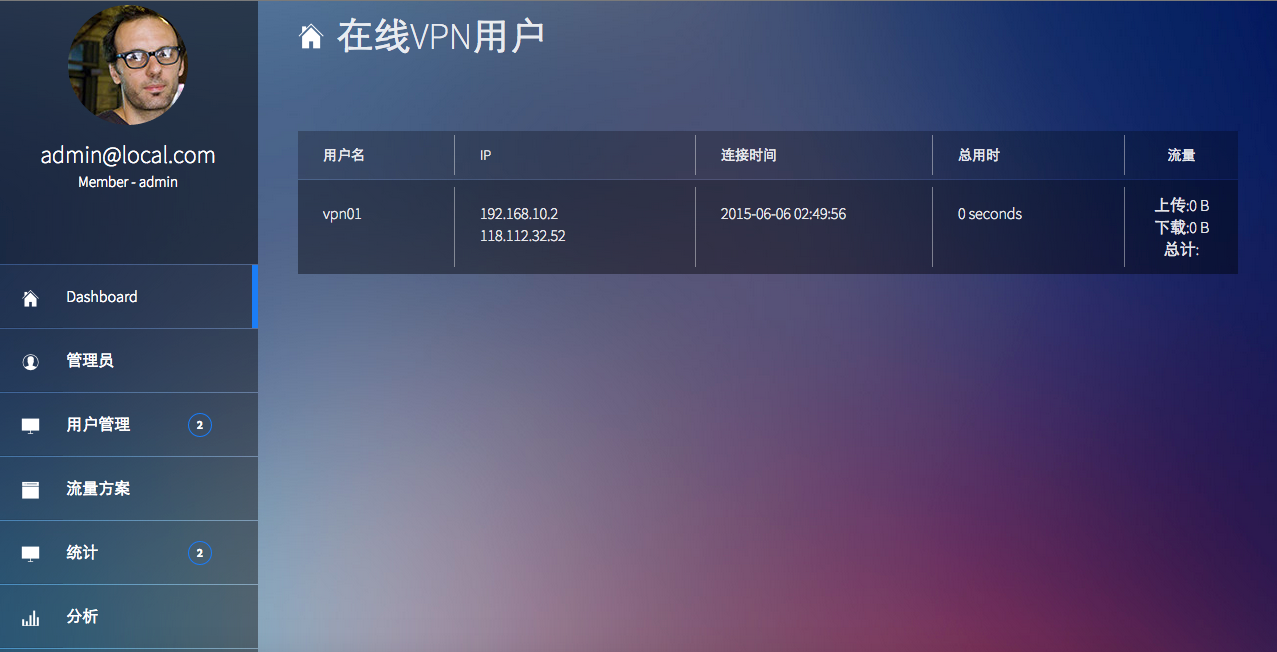 admin@local.com
Member - admin
Dashboard
管理员
用户管理 2
流量方案
统计 2
分析
在线VPN用户
用户名 IP 连接时间 总用时 流量
vpn01 192.168.10.2 2015-06-06 02:49:56 0 seconds 上传:0 B
118.112.32.52 下载:0 B
总计: